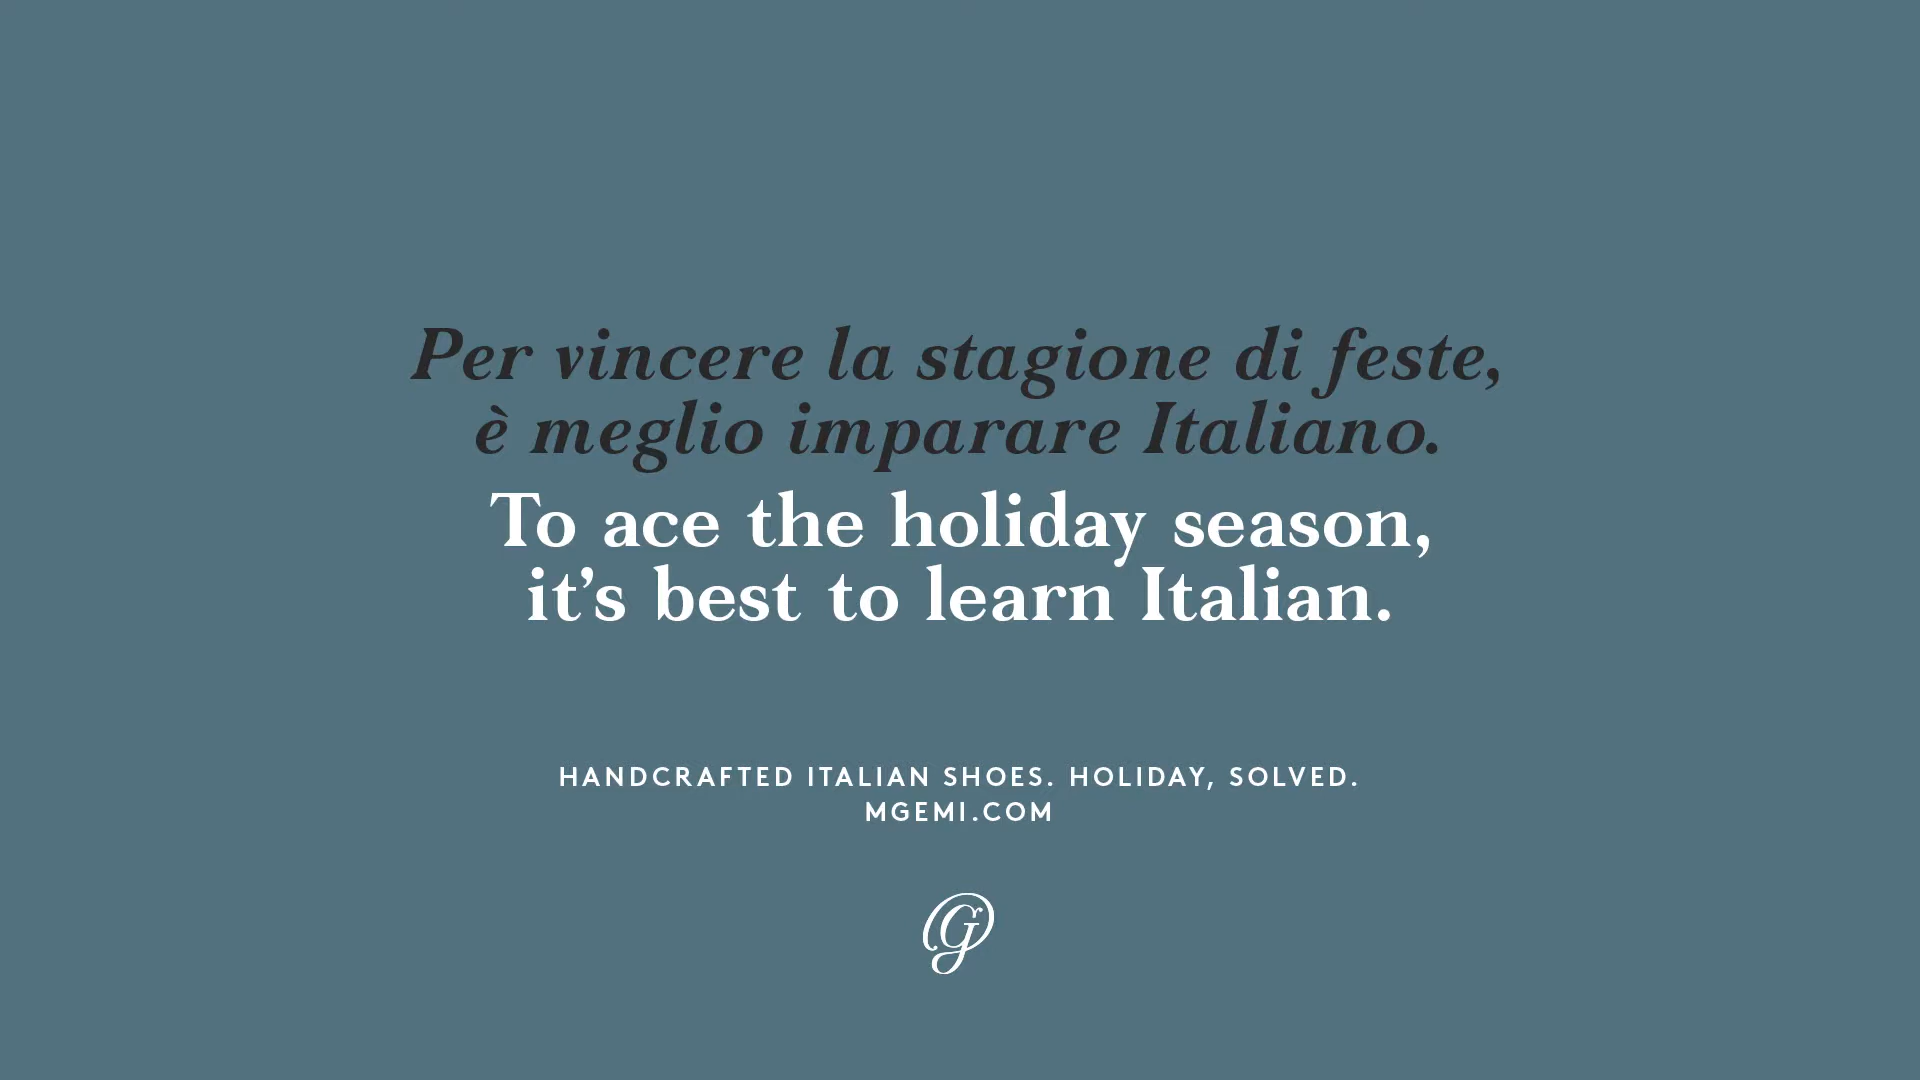 Per vincere la stagione di feste,
è meglio imparare Italiano.
To ace the holiday season,
it’s best to learn Italian.
HANDCRAFTED ITALIAN SHOES. HOLIDAY, SOLVED.
MGEMI.COM
G